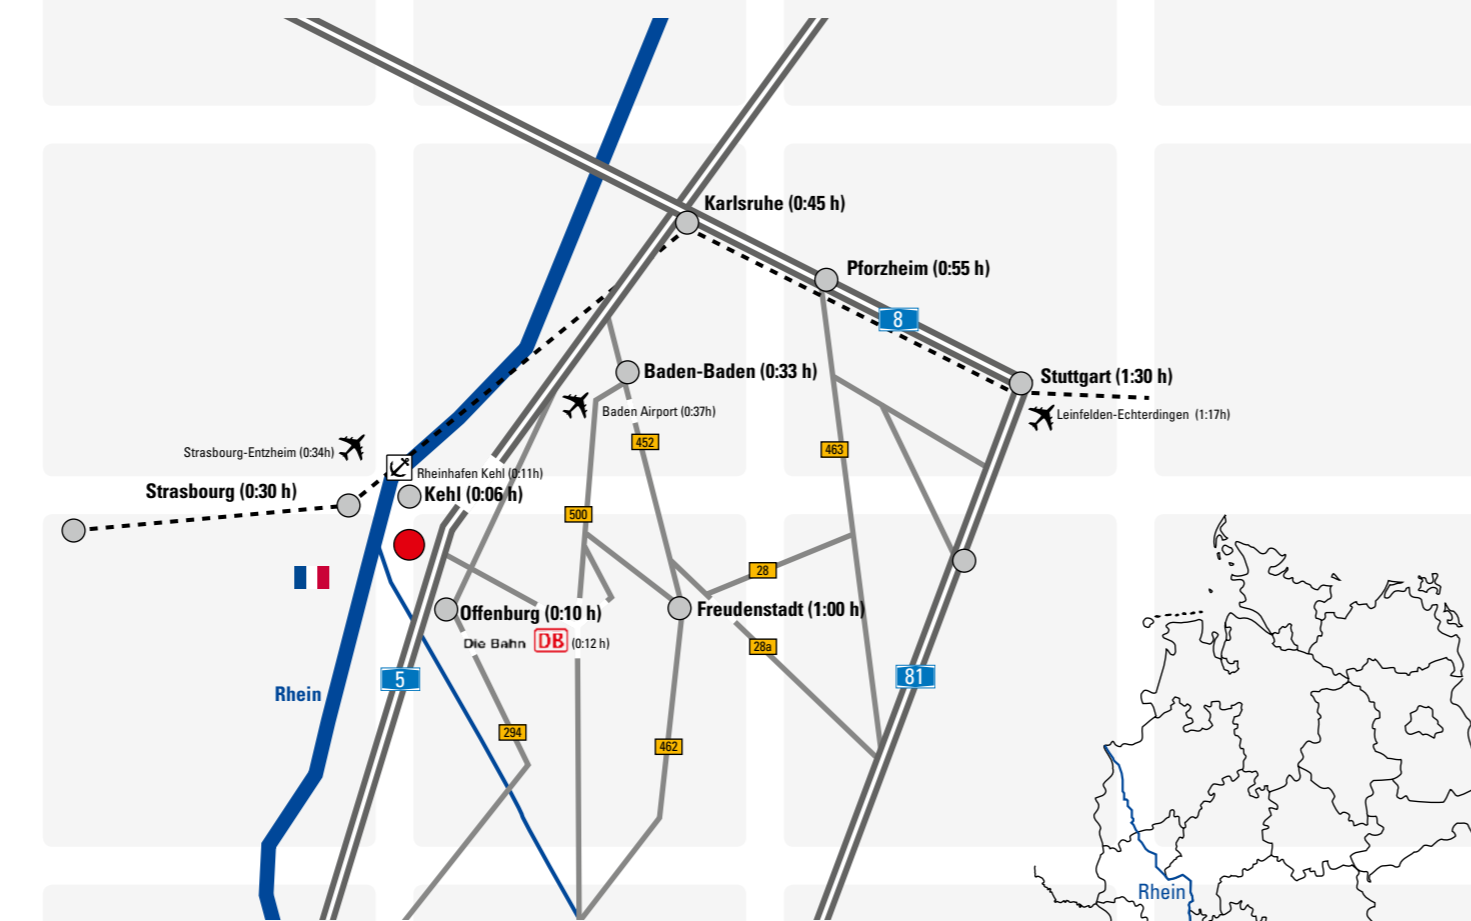 Karlsruhe (0:45 h)
Pforzheim (0:55 h)
8
Baden-Baden (0:33 h)
Stuttgart (1:30 h)
Baden Airport (0:37h)
Leinfelden-Echterdingen (1:17h)
452
463
Strasbourg-Entzheim (0:34h)
Rheinhafen Kehl (0:11h)
Strasbourg (0:30 h)
Kehl (0:06 h)
500
28
Offenburg (0:10 h)
Freudenstadt (1:00 h)
Die Bahn DB (0:12 h)
28a
5
81
Rhein
294
462
Rhein